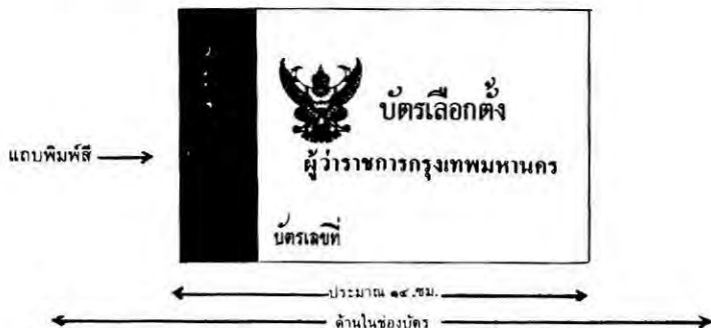 บัตรเลือกตั้ง
แถบพิมพ์สี
ผู้ว่าราชการกรุงเทพมหานคร
บัตรเลขที่
ประมาณ ๑๔ ซม.
ด้านในช่องบัตร